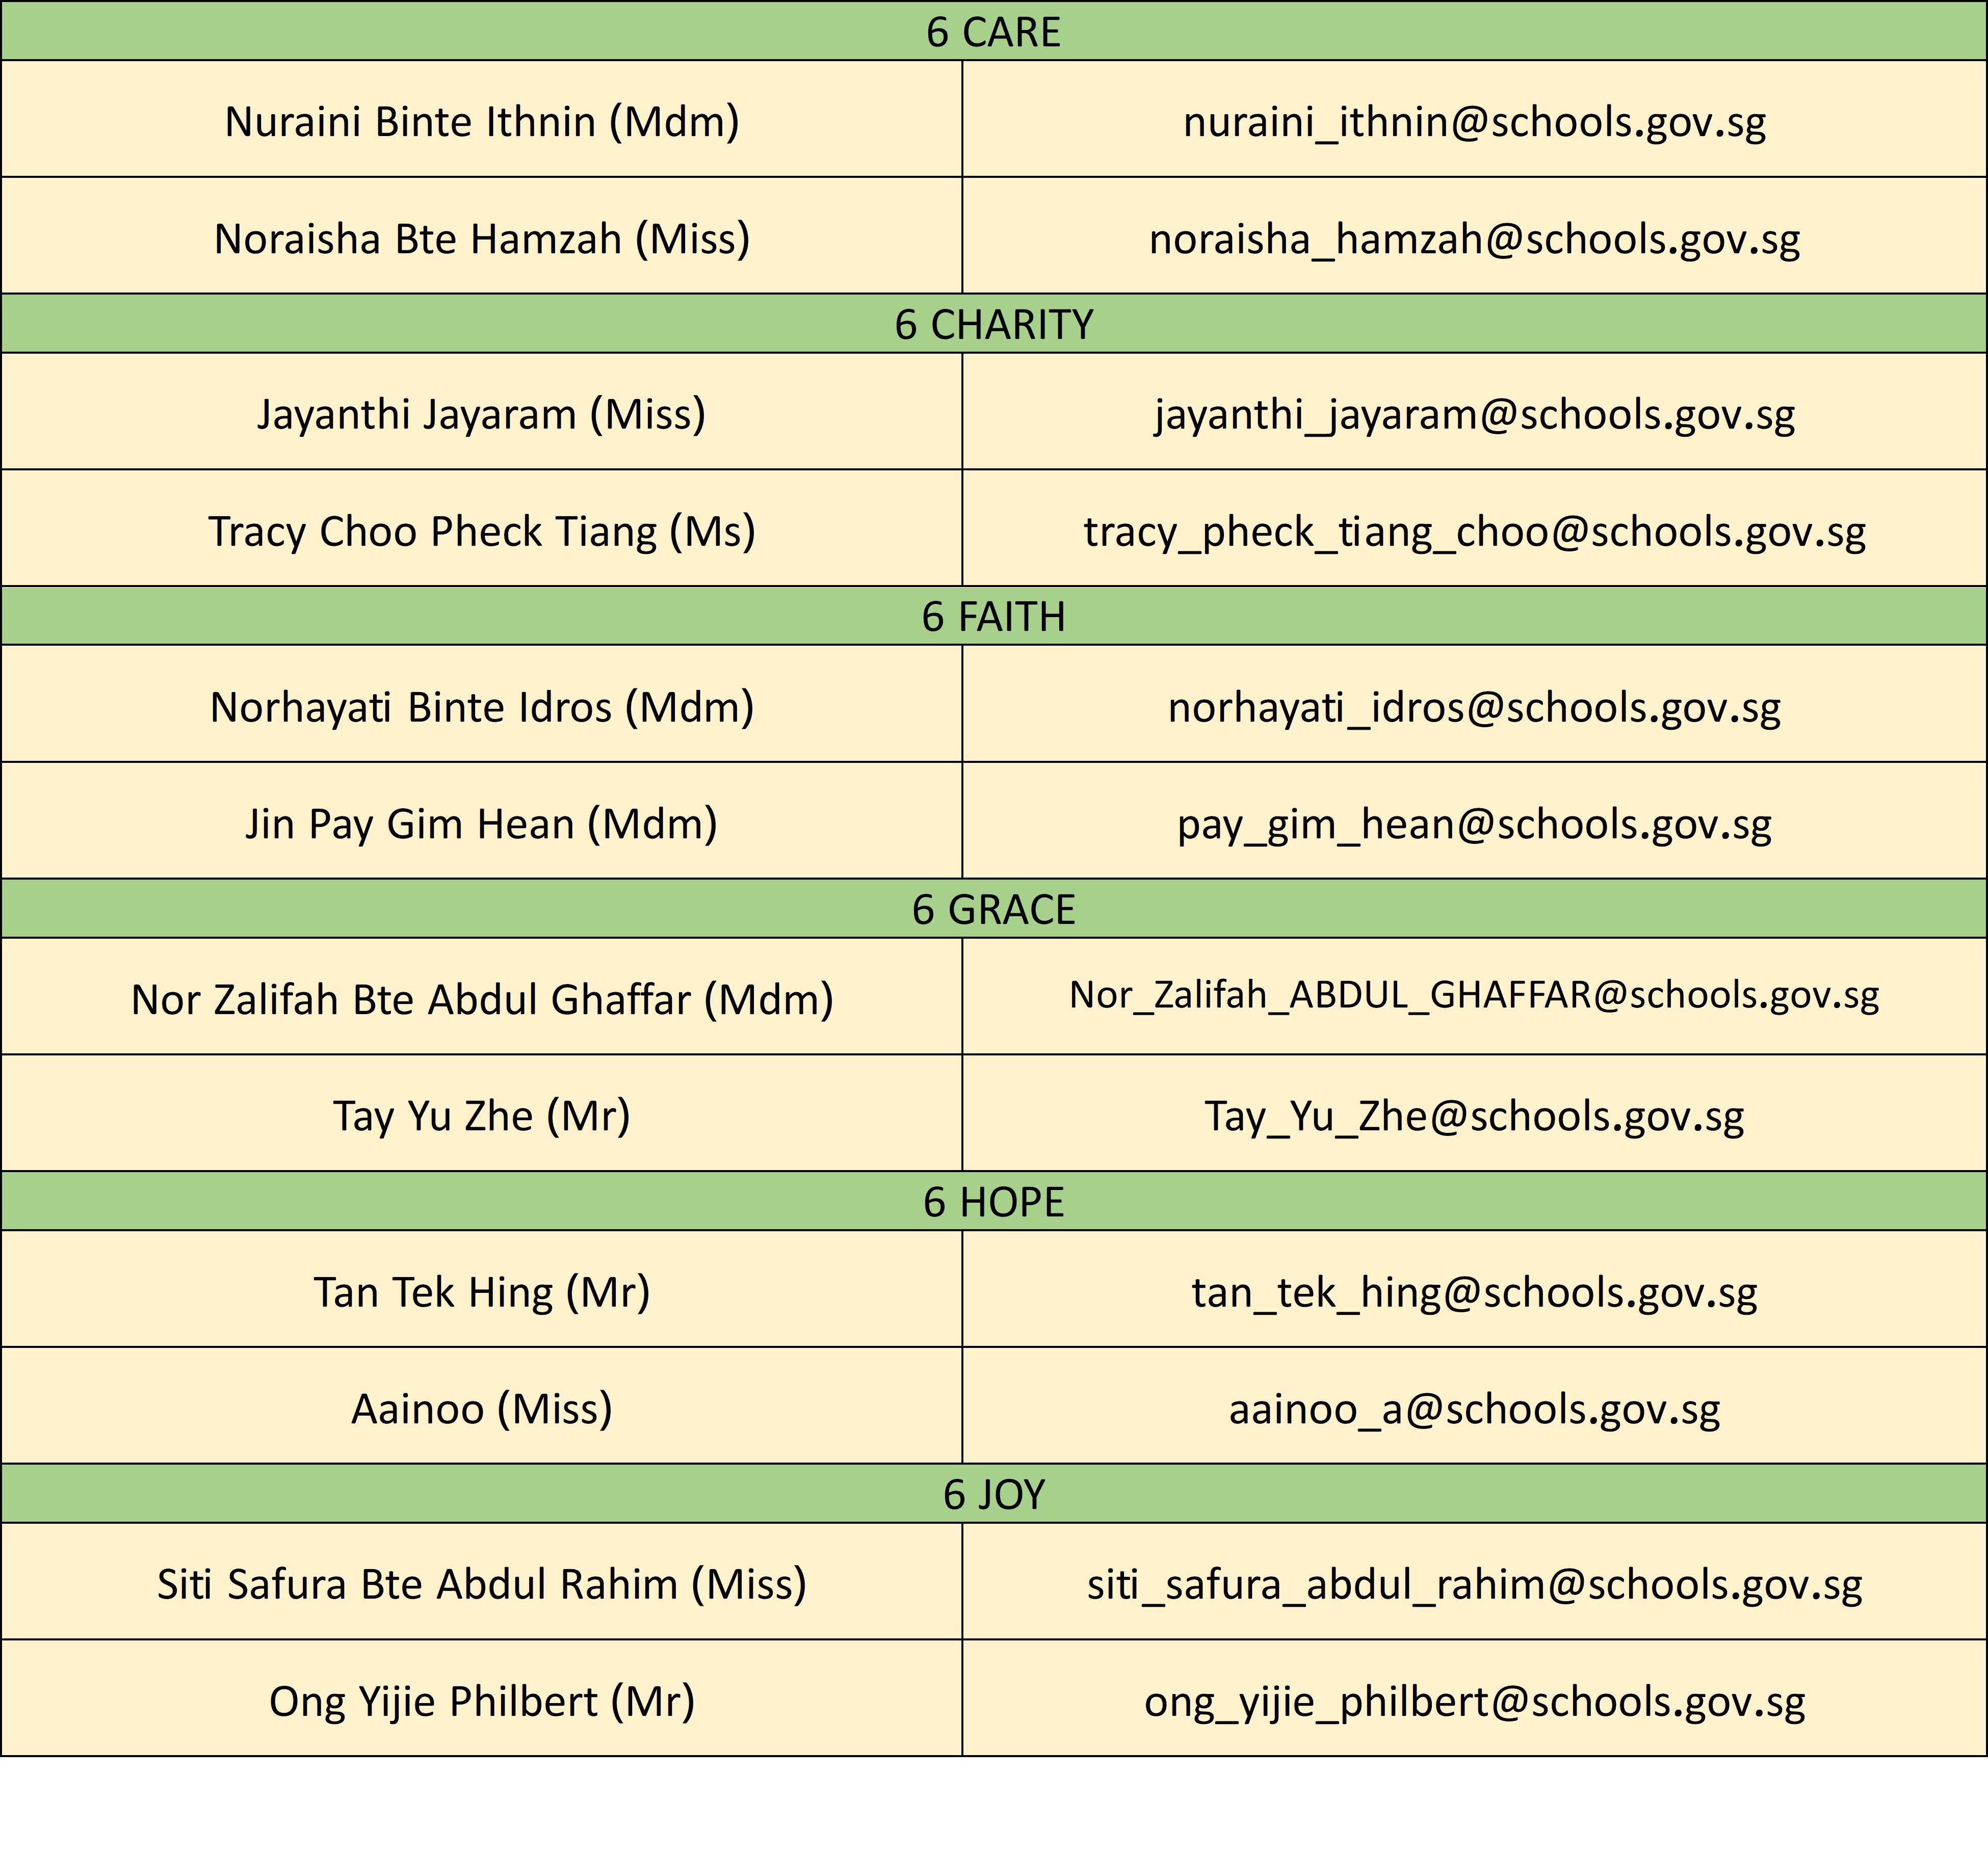 6 CARE
Nuraini Binte Ithnin (Mdm) nuraini_ithnin@schools.gov.sg
Noraisha Bte Hamzah (Miss) noraisha_hamzah@schools.gov.sg
6 CHARITY
Jayanthi Jayaram (Miss) jayanthi_jayaram@schools.gov.sg
Tracy Choo Pheck Tiang (Ms) tracy_pheck_tiang_choo@schools.gov.sg
6 FAITH
Norhayati Binte Idros (Mdm) norhayati_idros@schools.gov.sg
Jin Pay Gim Hean (Mdm) pay_gim_hean@schools.gov.sg
6 GRACE
Nor Zalifah Bte Abdul Ghaffar (Mdm) Nor_Zalifah_ABDUL_GHAFFAR@schools.gov.sg
Tay Yu Zhe (Mr) Tay_Yu_Zhe@schools.gov.sg
6 HOPE
Tan Tek Hing (Mr) tan_tek_hing@schools.gov.sg
Aainoo (Miss) aainoo_a@schools.gov.sg
6 JOY
Siti Safura Bte Abdul Rahim (Miss) siti_safura_abdul_rahim@schools.gov.sg
Ong Yijie Philbert (Mr) ong_yijie_philbert@schools.gov.sg